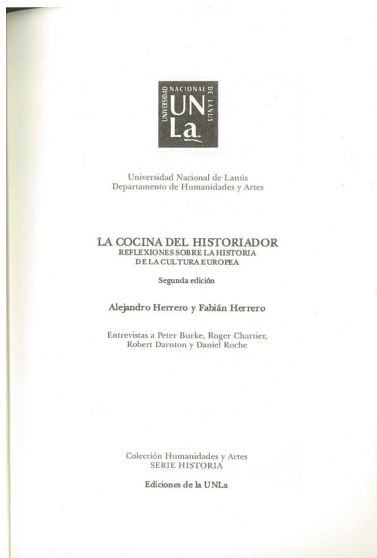 UNIVERSIDAD
NACIONAL
DE LANUS
UN
La
Universidad Nacional de Lanús
Departamento de Humanidades y Artes
LA COCINA DEL HISTORIADOR
REFLEXIONES SOBRE LA HISTORIA
DE LA CULTURA EUROPEA
Segunda edición
Alejandro Herrero y Fabián Herrero
Entrevistas a Peter Burke, Roger Chartier,
Robert Darnton y Daniel Roche
Colección Humanidades y Artes
SERIE HISTORIA
Ediciones de la UNLa